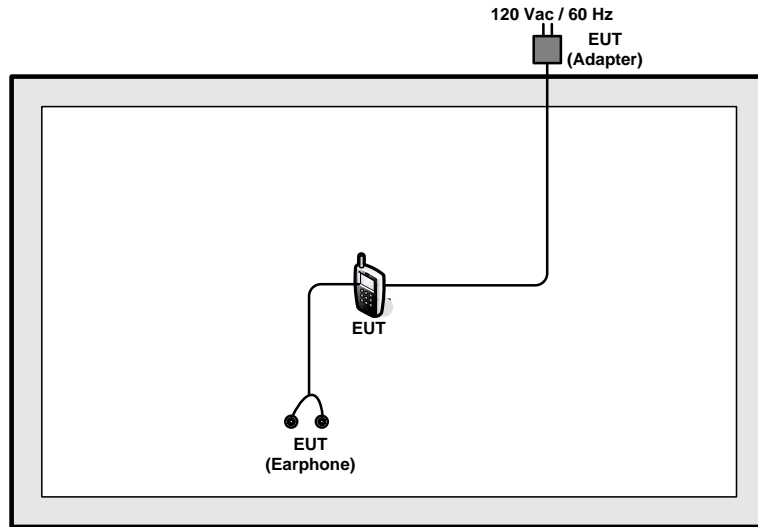 120 Vac / 60 Hz
EUT
(Adapter)
EUT
EUT
(Earphone)